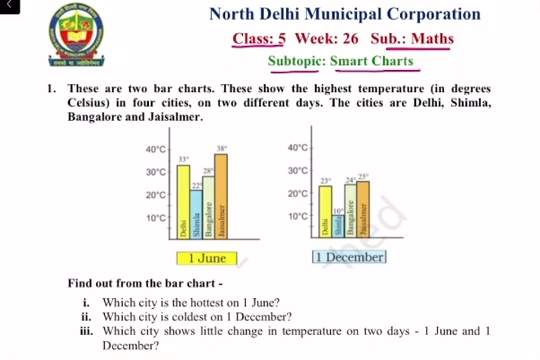 North Delhi Municipal Corporation
Class: 5 Week: 26 Sub.: Maths
Subtopic: Smart Charts
1. These are two bar charts. These show the highest temperature (in degrees
Celsius) in four cities, on two different days. The cities are Delhi, Shimla,
Bangalore and Jaisalmer.
40°C
30°C
20°C
10°C
33°
22°
28°
38°
Delhi
Shimla
Bangalore
Jaisalmer
1 June
40°C
30°C
20°C
10°C
23°
10°
24°
25°
Delhi
Shimla
Bangalore
Jaisalmer
1 December
Find out from the bar chart -
i. Which city is the hottest on 1 June?
ii. Which city is coldest on 1 December?
iii. Which city shows little change in temperature on two days - 1 June and 1
December?